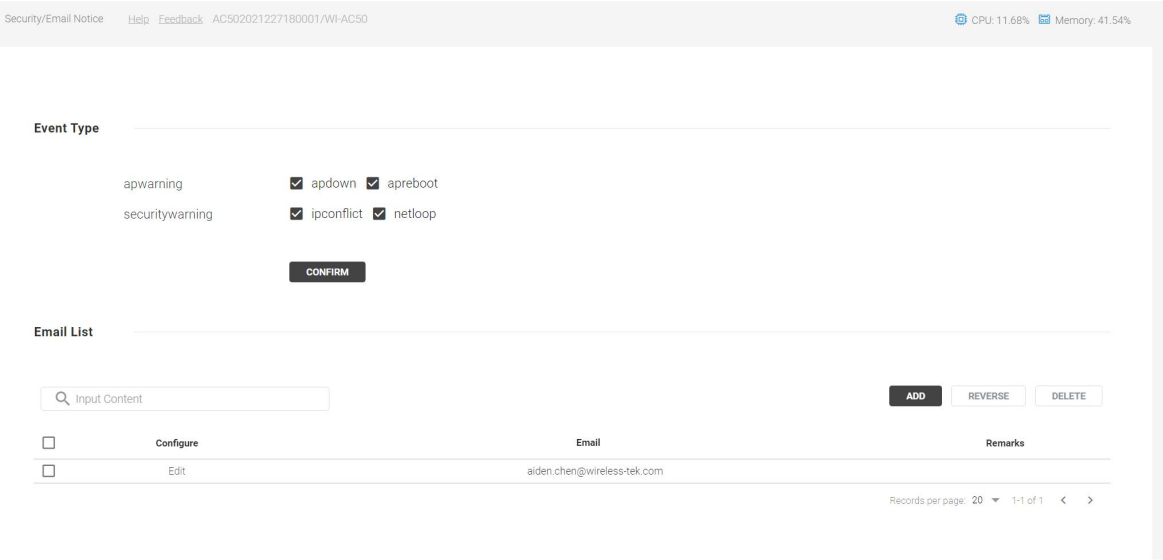 Security/Email Notice Help Feedback AC502021227180001/WI-AC50 CPU: 11.68% Memory: 41.54%
Event Type
apwarning apdown apreboot
securitywarning ipconflict netloop
CONFIRM
Email List
Input Content ADD REVERSE DELETE
Configure Email Remarks
Edit aiden.chen@wireless-tek.com
Records per page: 20 1-1 of 1